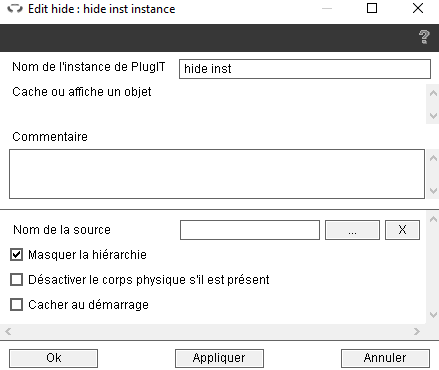 Edit hide : hide inst instance
?
Nom de l'instance de PlugIT hide inst
Cache ou affiche un objet
Commentaire
Nom de la source ... X
Masquer la hiérarchie
Désactiver le corps physique s'il est présent
Cacher au démarrage
Ok Appliquer Annuler